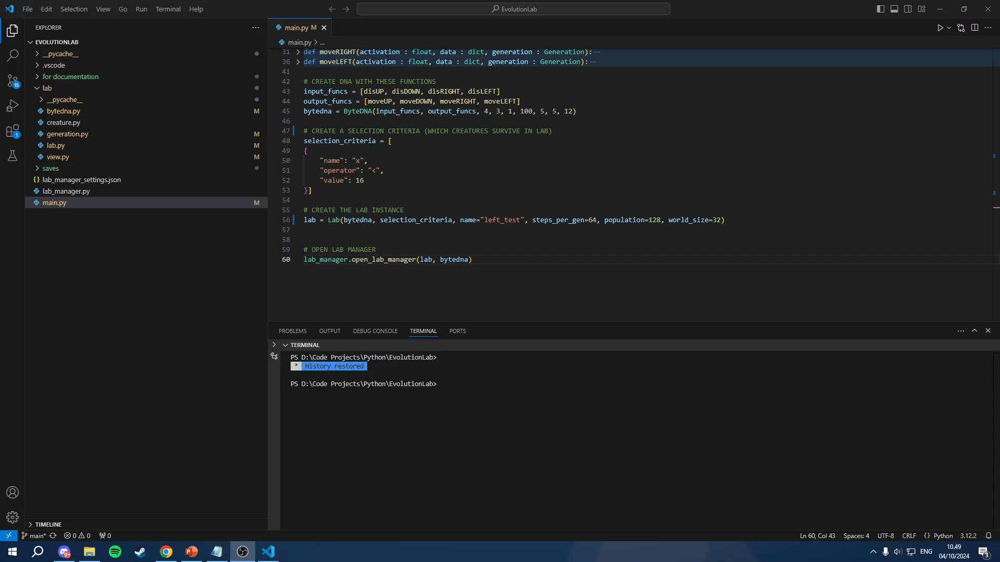 File Edit Selection View Go Run Terminal Help
EvolutionLab
EXPLORER
EVOLUTIONLAB
__pycache__
.vscode
for documentation
lab
__pycache__
bytedna.py M
creature.py
generation.py M
lab.py M
view.py M
saves
{} lab_manager_settings.json
lab_manager.py
main.py M
15
1
TIMELINE
main.py M
main.py > ...
31 def moveRIGHT(activation : float, data : dict, generation : Generation):···
36 def moveLEFT(activation : float, data : dict, generation : Generation):···
41
42 # CREATE DNA WITH THESE FUNCTIONS
43 input_funcs = [disUP, disDOWN, disRIGHT, disLEFT]
44 output_funcs = [moveUP, moveDOWN, moveRIGHT, moveLEFT]
45 bytedna = ByteDNA(input_funcs, output_funcs, 4, 3, 1, 100, 5, 5, 12)
46
47 # CREATE A SELECTION CRITERIA (WHICH CREATURES SURVIVE IN LAB)
48 selection_criteria = [
49 {
50 "name": "x",
51 "operator": "<",
52 "value": 16
53 }]
54
55 # CREATE THE LAB INSTANCE
56 lab = Lab(bytedna, selection_criteria, name="left_test", steps_per_gen=64, population=128, world_size=32)
57
58
59 # OPEN LAB MANAGER
60 lab_manager.open_lab_manager(lab, bytedna)
PROBLEMS OUTPUT DEBUG CONSOLE TERMINAL PORTS
TERMINAL
PS D:\Code Projects\Python\EvolutionLab>
* History restored
PS D:\Code Projects\Python\EvolutionLab>
main* 0 0 0
Ln 60, Col 43 Spaces: 4 UTF-8 CRLF {} Python 3.12.2
9+
P
ENG
10.49
04/10/2024
3